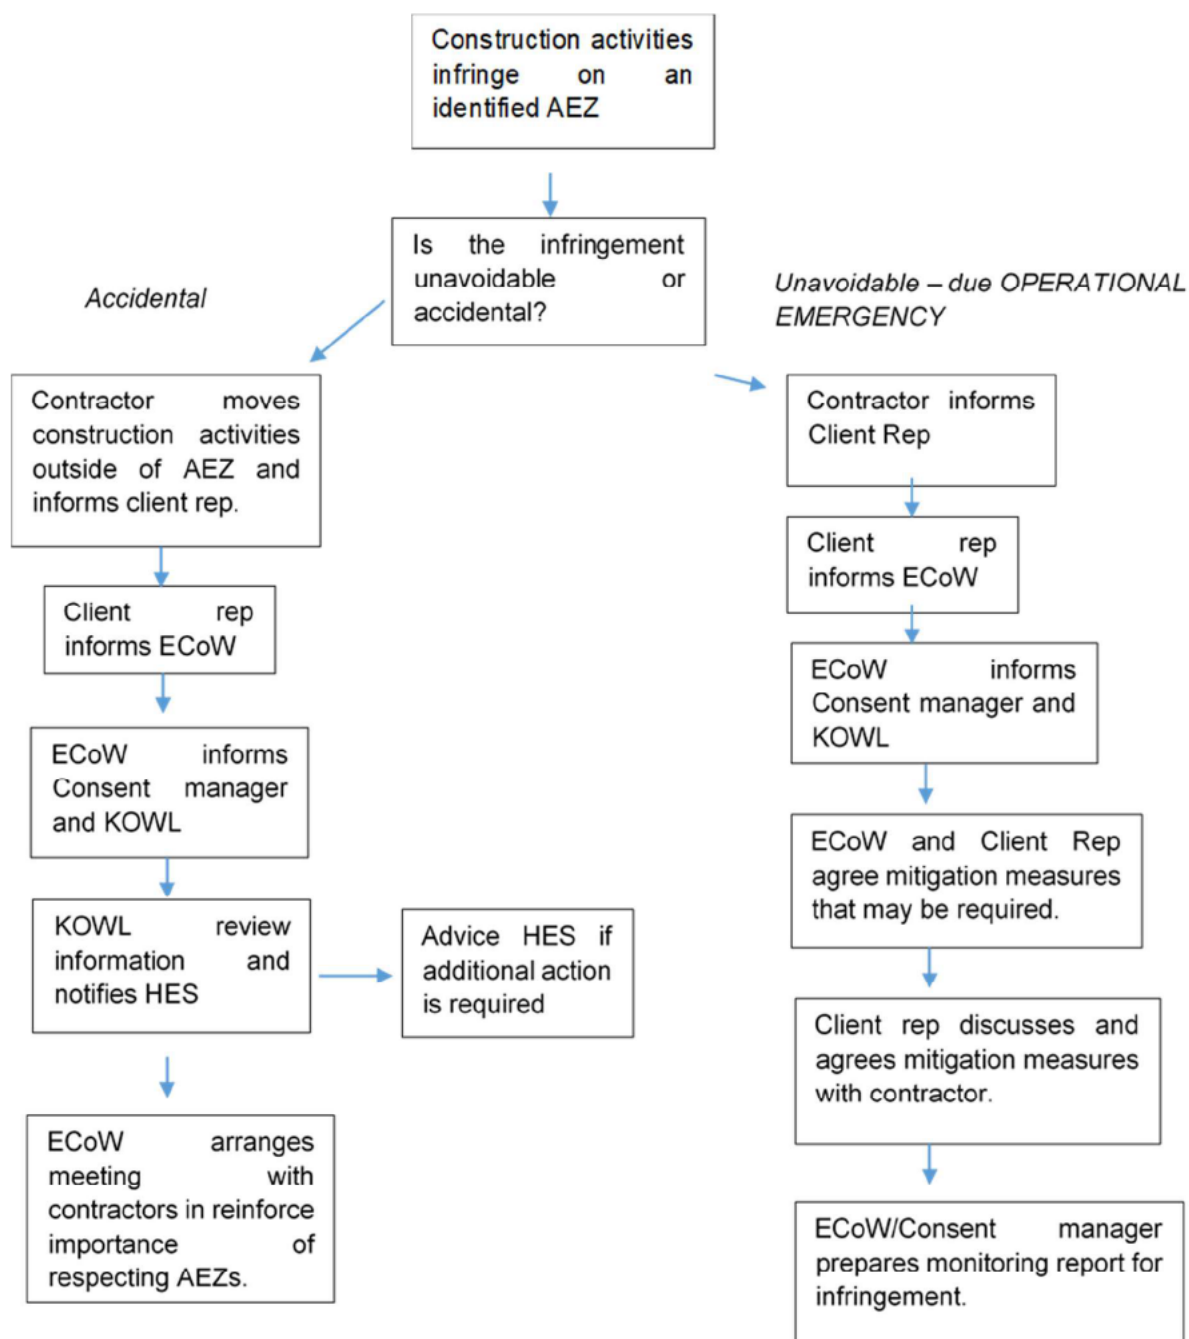 Construction activities
infringe on an
identified AEZ
Is the infringement
unavoidable or
accidental?
Accidental
Unavoidable – due OPERATIONAL
EMERGENCY
Contractor moves
construction activities
outside of AEZ and
informs client rep.
Client rep
informs ECoW
ECoW informs
Consent manager
and KOWL
KOWL review
information and
notifies HES
Advice HES if
additional action
is required
ECoW arranges
meeting with
contractors in reinforce
importance of
respecting AEZs.
Contractor informs
Client Rep
Client rep
informs ECoW
ECoW informs
Consent manager and
KOWL
ECoW and Client Rep
agree mitigation measures
that may be required.
Client rep discusses and
agrees mitigation measures
with contractor.
ECoW/Consent manager
prepares monitoring report for
infringement.